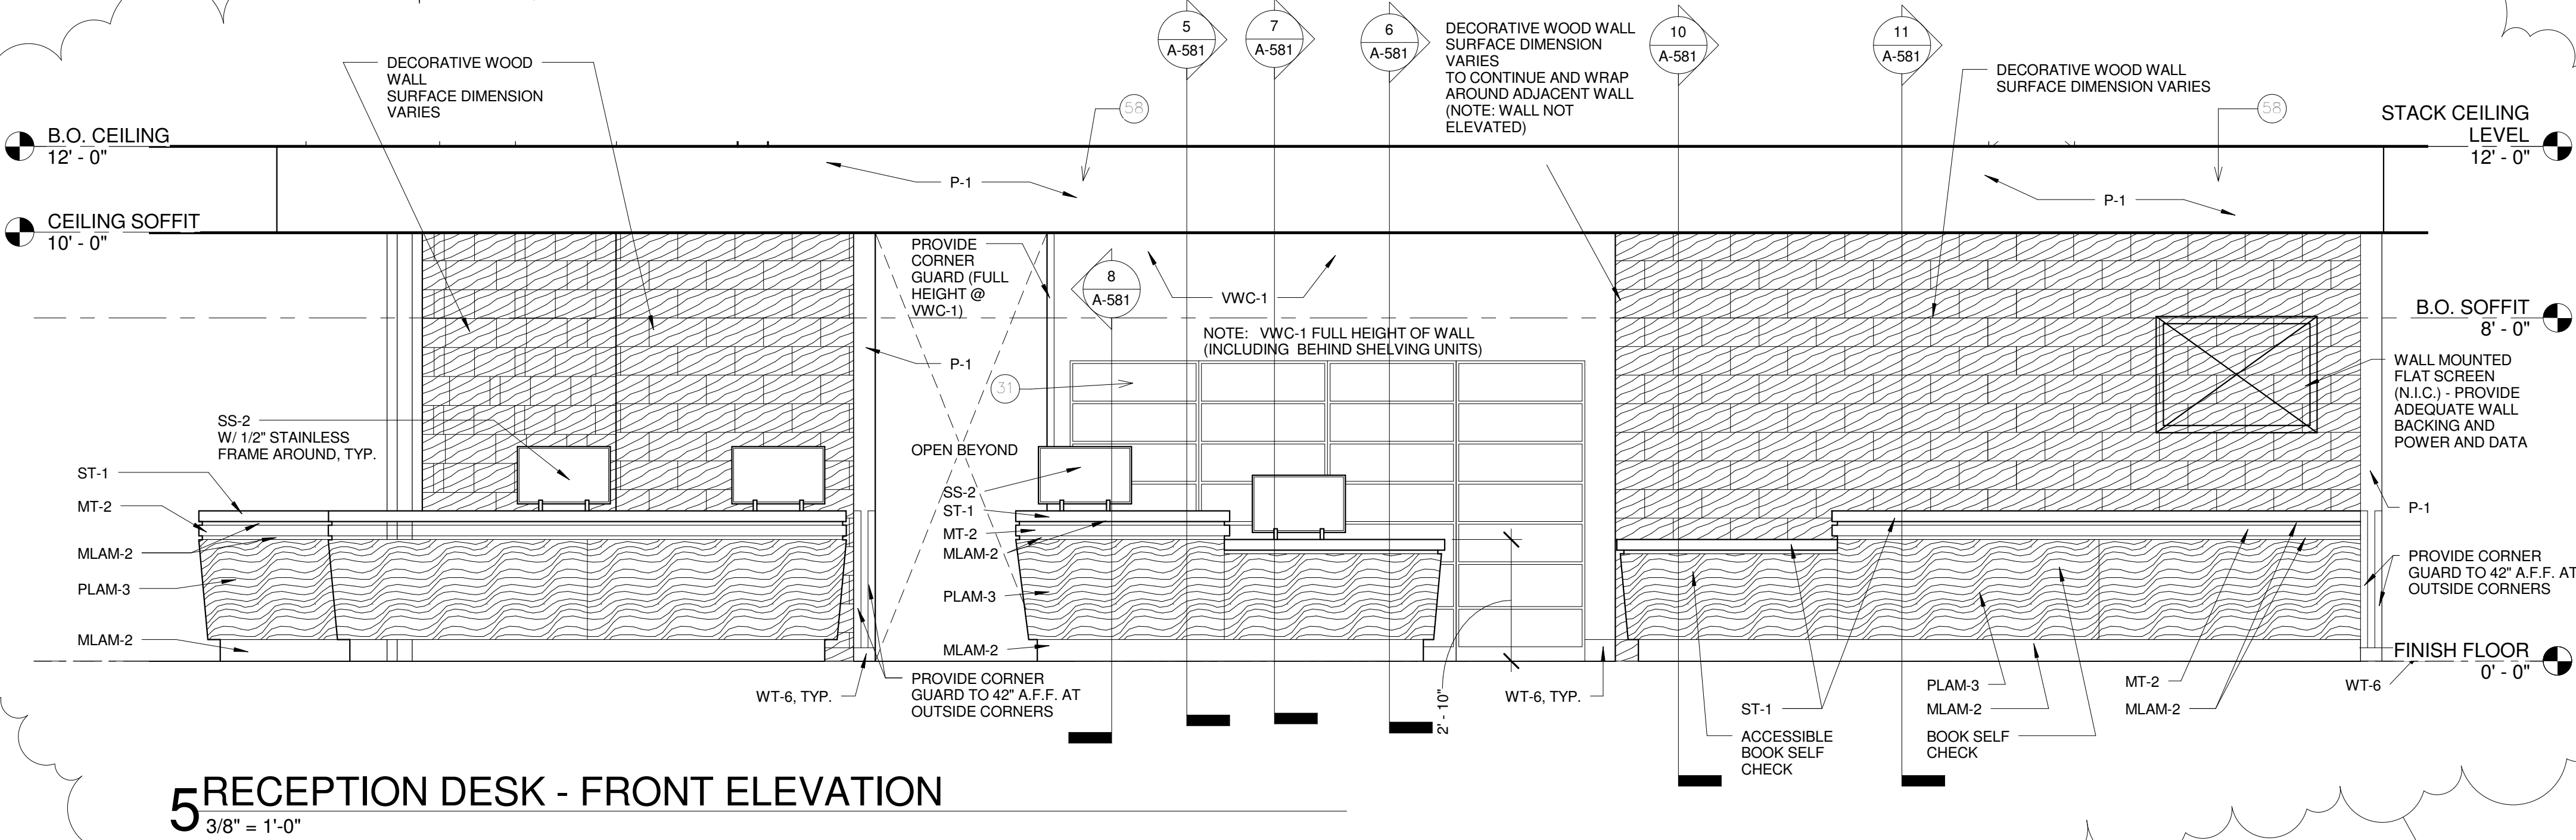 5
A-581
7
A-581
6
A-581
10
A-581
11
A-581
DECORATIVE WOOD
WALL
SURFACE DIMENSION
VARIES
58
DECORATIVE WOOD WALL
SURFACE DIMENSION
VARIES
TO CONTINUE AND WRAP
AROUND ADJACENT WALL
(NOTE: WALL NOT
ELEVATED)
DECORATIVE WOOD WALL
SURFACE DIMENSION VARIES
58
B.O. CEILING
12' - 0"
STACK CEILING
LEVEL
12' - 0"
P-1
P-1
CEILING SOFFIT
10' - 0"
PROVIDE
CORNER
GUARD (FULL
HEIGHT @
VWC-1)
8
A-581
VWC-1
NOTE: VWC-1 FULL HEIGHT OF WALL
(INCLUDING BEHIND SHELVING UNITS)
B.O. SOFFIT
8' - 0"
P-1
31
WALL MOUNTED
FLAT SCREEN
(N.I.C.) - PROVIDE
ADEQUATE WALL
BACKING AND
POWER AND DATA
SS-2
W/ 1/2" STAINLESS
FRAME AROUND, TYP.
OPEN BEYOND
ST-1
MT-2
MLAM-2
PLAM-3
MLAM-2
SS-2
ST-1
MT-2
MLAM-2
PLAM-3
MLAM-2
P-1
PROVIDE CORNER
GUARD TO 42" A.F.F. AT
OUTSIDE CORNERS
FINISH FLOOR
0' - 0"
WT-6
WT-6, TYP.
PROVIDE CORNER
GUARD TO 42" A.F.F. AT
OUTSIDE CORNERS
2' - 10"
WT-6, TYP.
ST-1
ACCESSIBLE
BOOK SELF
CHECK
PLAM-3
MLAM-2
BOOK SELF
CHECK
MT-2
MLAM-2
5 RECEPTION DESK - FRONT ELEVATION
3/8" = 1'-0"